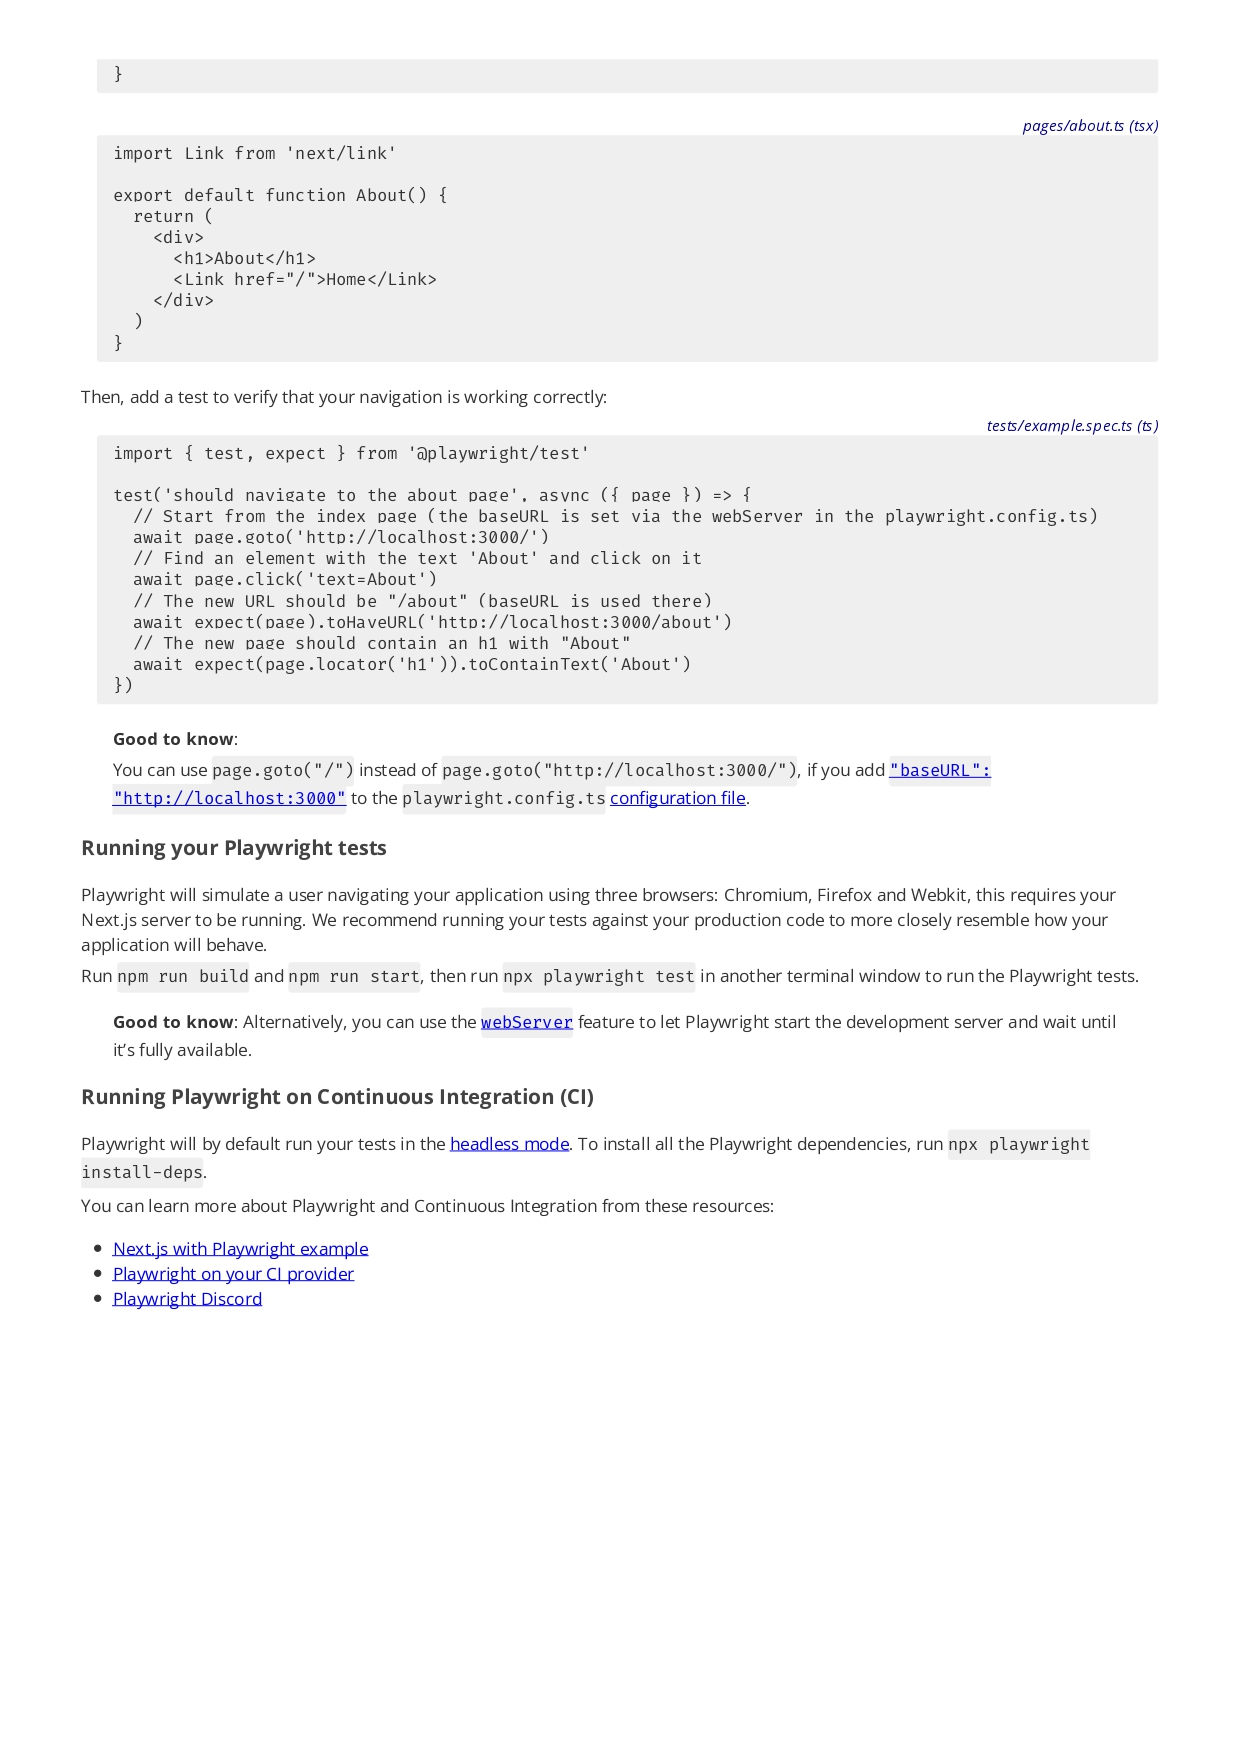 }
pages/about.ts (tsx)
import Link from 'next/link'
export default function About() {
  return (
    <div>
      <h1>About</h1>
      <Link href="/">Home</Link>
    </div>
  )
}
Then, add a test to verify that your navigation is working correctly:
tests/example.spec.ts (ts)
import { test, expect } from '@playwright/test'
test('should navigate to the about page', async ({ page }) => {
  // Start from the index page (the baseURL is set via the webServer in the playwright.config.ts)
  await page.goto('http://localhost:3000/')
  // Find an element with the text 'About' and click on it
  await page.click('text=About')
  // The new URL should be "/about" (baseURL is used there)
  await expect(page).toHaveURL('http://localhost:3000/about')
  // The new page should contain an h1 with "About"
  await expect(page.locator('h1')).toContainText('About')
})
Good to know:
You can use page.goto("/") instead of page.goto("http://localhost:3000/"), if you add "baseURL":
"http://localhost:3000" to the playwright.config.ts configuration file.
Running your Playwright tests
Playwright will simulate a user navigating your application using three browsers: Chromium, Firefox and Webkit, this requires your
Next.js server to be running. We recommend running your tests against your production code to more closely resemble how your
application will behave.
Run npm run build and npm run start, then run npx playwright test in another terminal window to run the Playwright tests.
Good to know: Alternatively, you can use the webServer feature to let Playwright start the development server and wait until
it’s fully available.
Running Playwright on Continuous Integration (CI)
Playwright will by default run your tests in the headless mode. To install all the Playwright dependencies, run npx playwright
install-deps.
You can learn more about Playwright and Continuous Integration from these resources:
• Next.js with Playwright example
• Playwright on your CI provider
• Playwright Discord